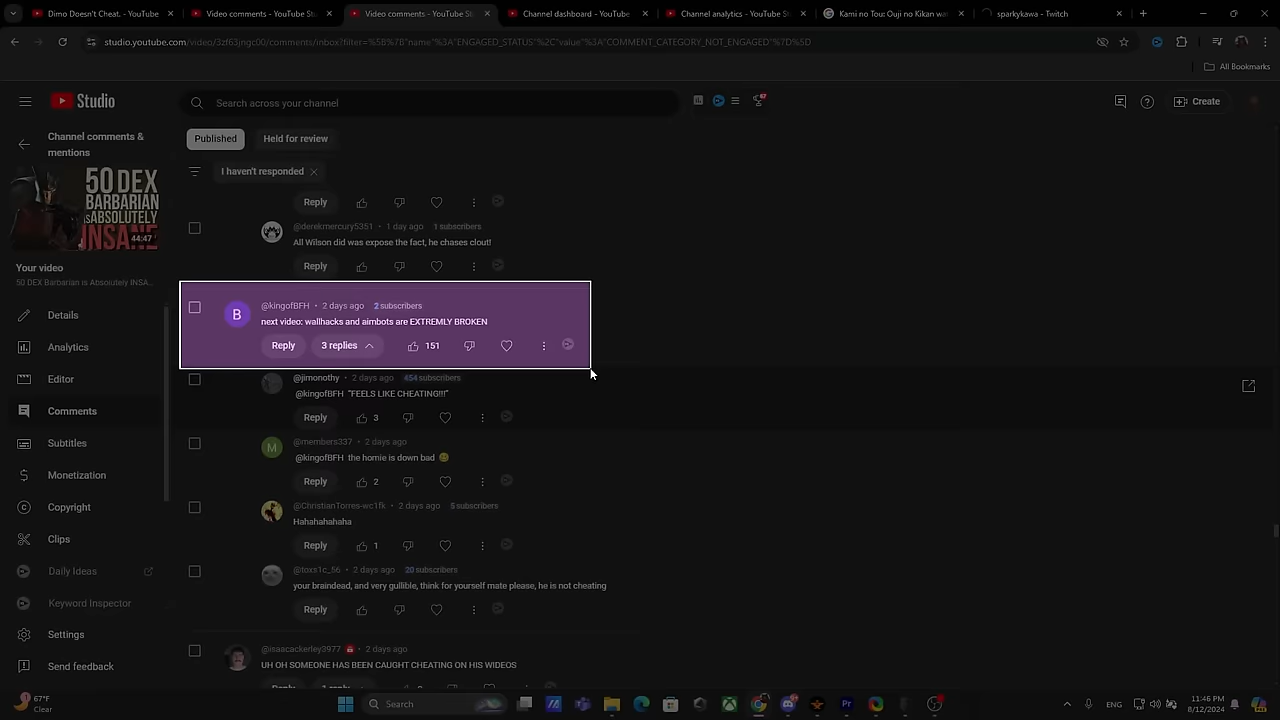 Dimo Doesn't Cheat. - YouTube St
Video comments - YouTube Stu
Video comments - YouTube Stu
Channel dashboard - YouTube
Channel analytics - YouTube St
Kami no Tou: Ouji no Kikan wa
sparkykawa - Twitch
studio.youtube.com/video/3zf63jngc00/comments/inbox?filter=%5B%7B"name"%3A"ENGAGED_STATUS"%2C"value"%3A"COMMENT_CATEGORY_NOT_ENGAGED"%7D%5D
All Bookmarks
Studio
Search across your channel
Create
Channel comments &
mentions
50 DEX
BARBARIAN
IS ABSOLUTELY
INSANE
44:47
Your video
50 DEX Barbarian is Absolutely INSA...
Details
Analytics
Editor
Comments
Subtitles
Monetization
Copyright
Clips
Daily Ideas
Keyword Inspector
Settings
Send feedback
Published
Held for review
I haven't responded
Reply
@derekmercury5351 • 1 day ago 1 subscribers
All Wilson did was expose the fact, he chases clout!
Reply
B
@kingofBFH • 2 days ago 2 subscribers
next video: wallhacks and aimbots are EXTREMLY BROKEN
Reply 3 replies 151
@jimonothy • 2 days ago 454 subscribers
@kingofBFH "FEELS LIKE CHEATING!!!"
Reply 3
M
@members337 • 2 days ago
@kingofBFH the homie is down bad 😄
Reply 2
@ChristianTorres-wc1fk • 2 days ago 5 subscribers
Hahahahahaha
Reply 1
@toxs1c_fi6 • 2 days ago 20 subscribers
your braindead, and very gullible, think for yourself mate please, he is not cheating
Reply
@isaacackerley3977 • 2 days ago
UH OH SOMEONE HAS BEEN CAUGHT CHEATING ON HIS WIDEOS
67°F
Clear
Search
ENG
11:46 PM
8/12/2024